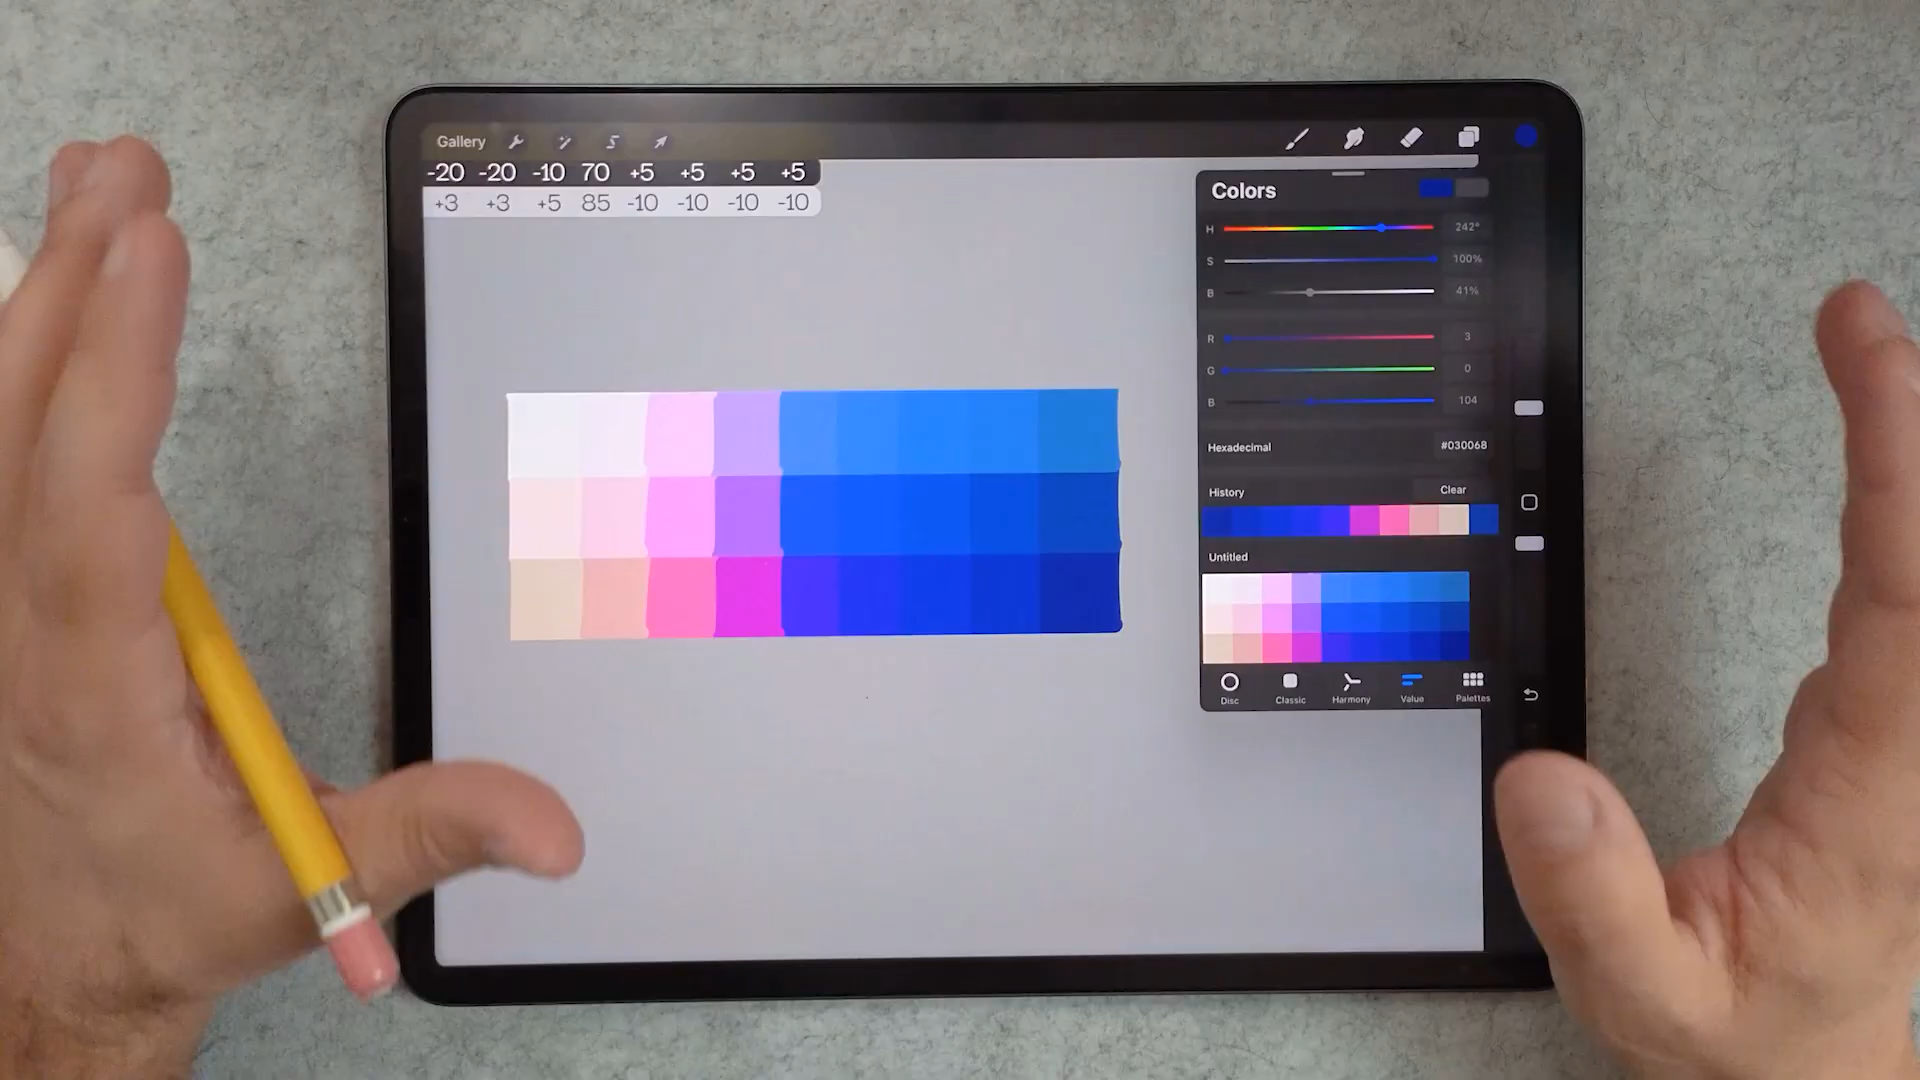 Gallery
-20 -20 -10 70 +5 +5 +5 +5
+3 +3 +5 85 -10 -10 -10 -10
Colors
H 242°
S 100%
B 41%
R 3
G 0
B 104
Hexadecimal #030068
History Clear
Untitled
Disc Classic Harmony Value Palettes